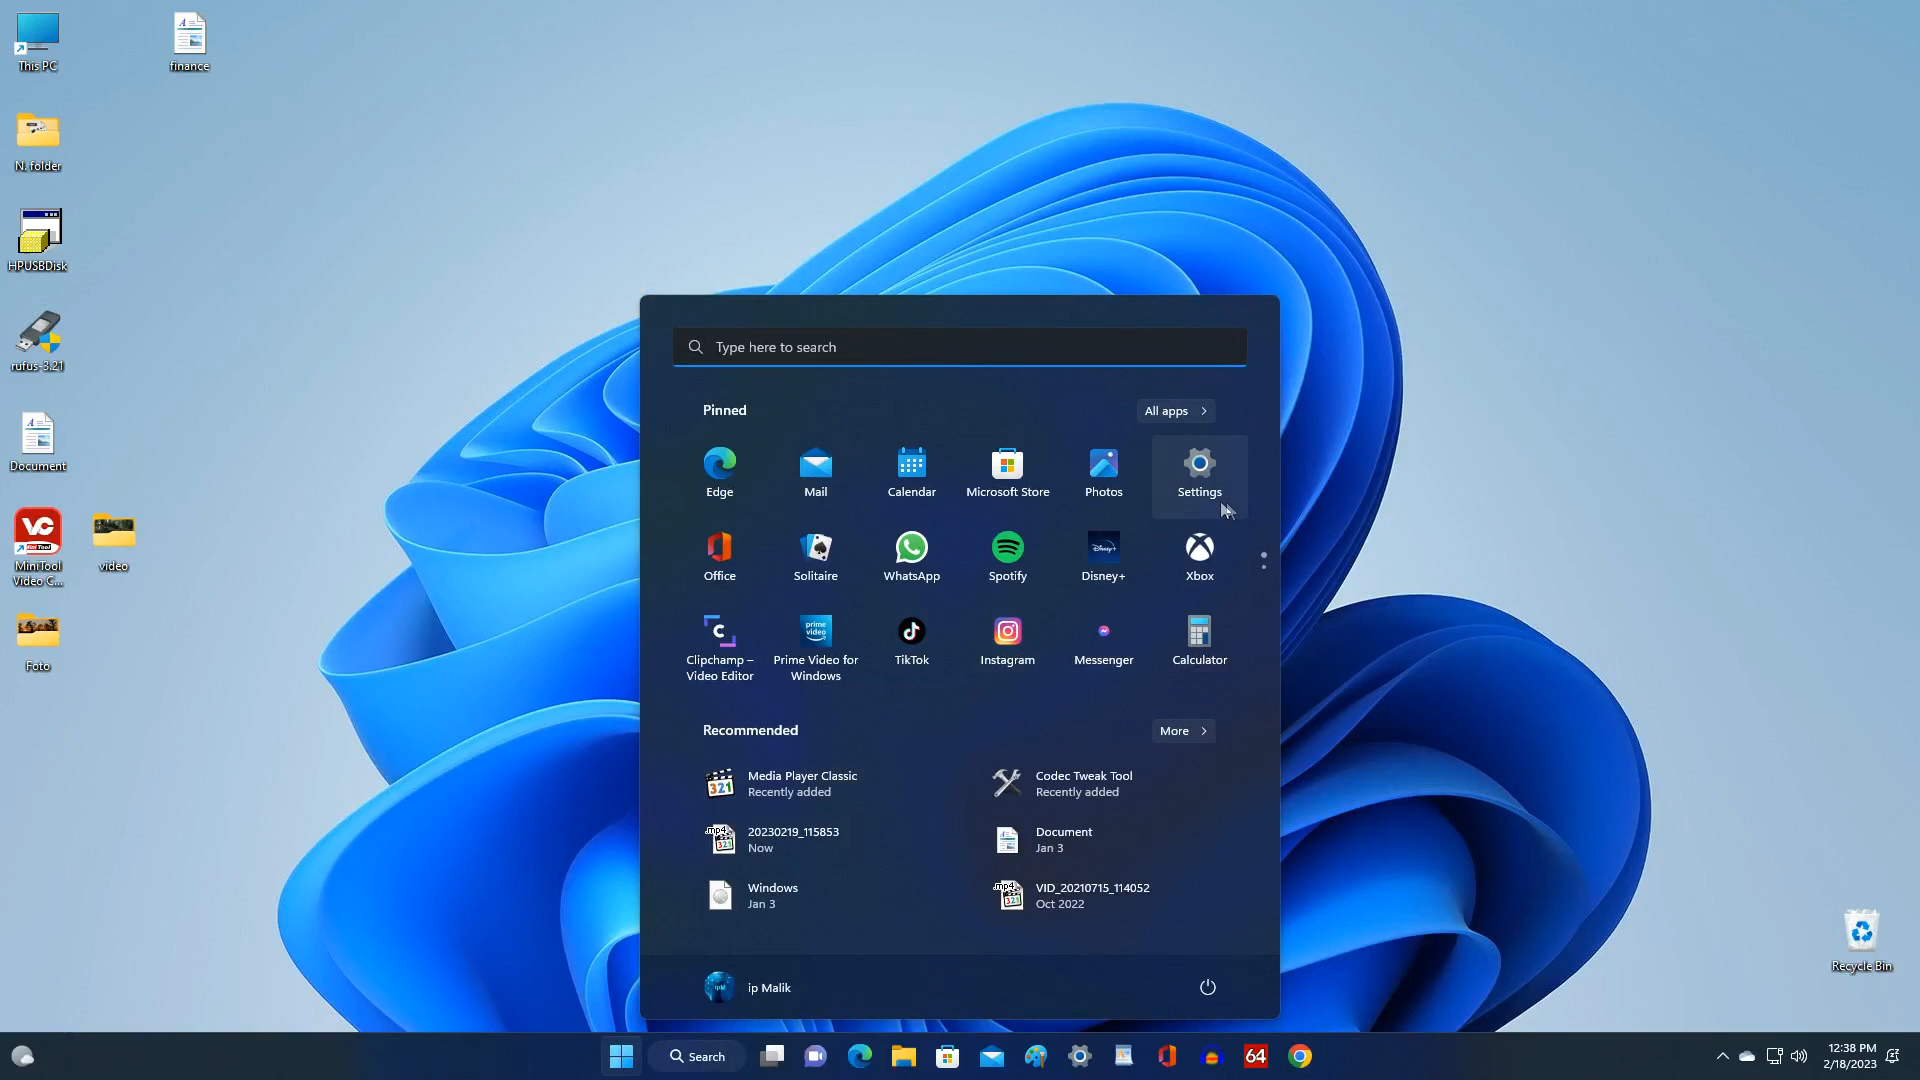 This PC
finance
N. folder
HPUSBDisk
rufus-3.21
Document
MiniTool
Video C...
video
Foto
Type here to search
Pinned
All apps
Edge
Mail
Calendar
Microsoft Store
Photos
Settings
Office
Solitaire
WhatsApp
Spotify
Disney+
Xbox
prime
video
Clipchamp –
Video Editor
Prime Video for
Windows
TikTok
Instagram
Messenger
Calculator
Recommended
More
Media Player Classic
Recently added
Codec Tweak Tool
Recently added
20230219_115853
Now
Document
Jan 3
Windows
Jan 3
VID_20210715_114052
Oct 2022
ip Malik
Recycle Bin
Search
64
12:38 PM
2/18/2023